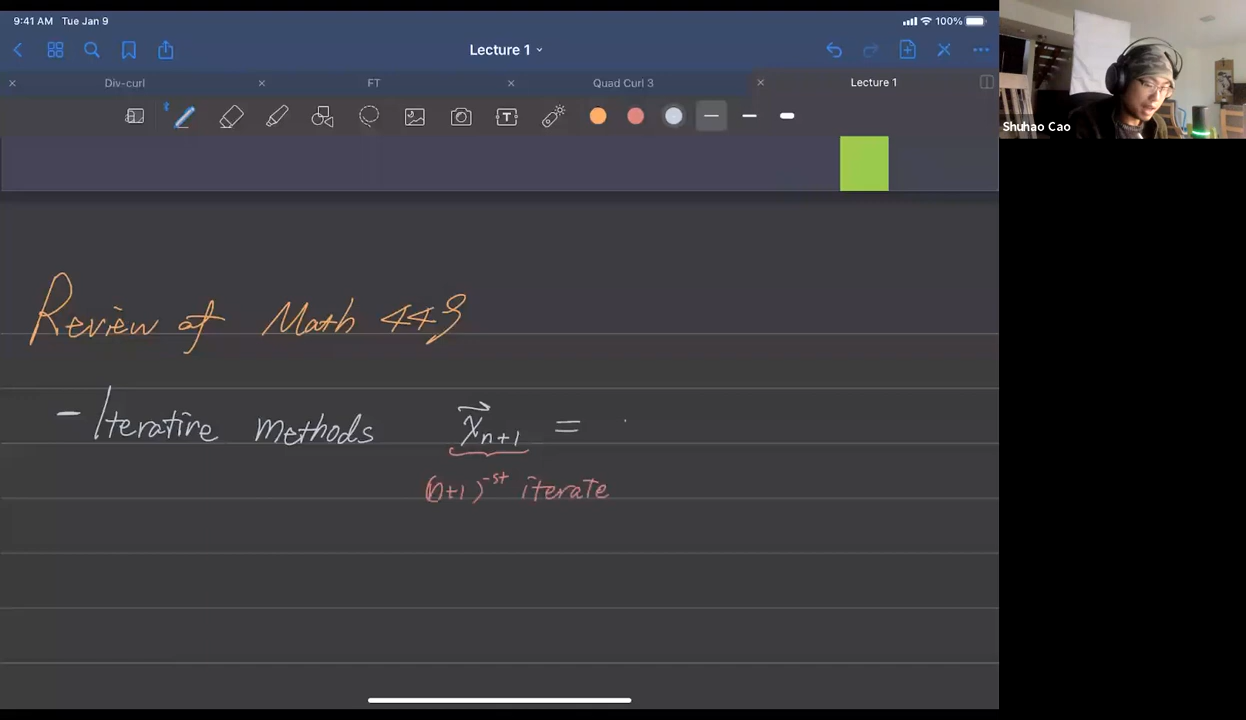 9:41 AM Tue Jan 9
100%
Lecture 1
Div-curl
FT
Quad Curl 3
Lecture 1
Shuhao Cao
Review of Math 449
- Iterative methods x⃗ₙ₊₁ =
(n+1)⁻ˢᵗ iterate